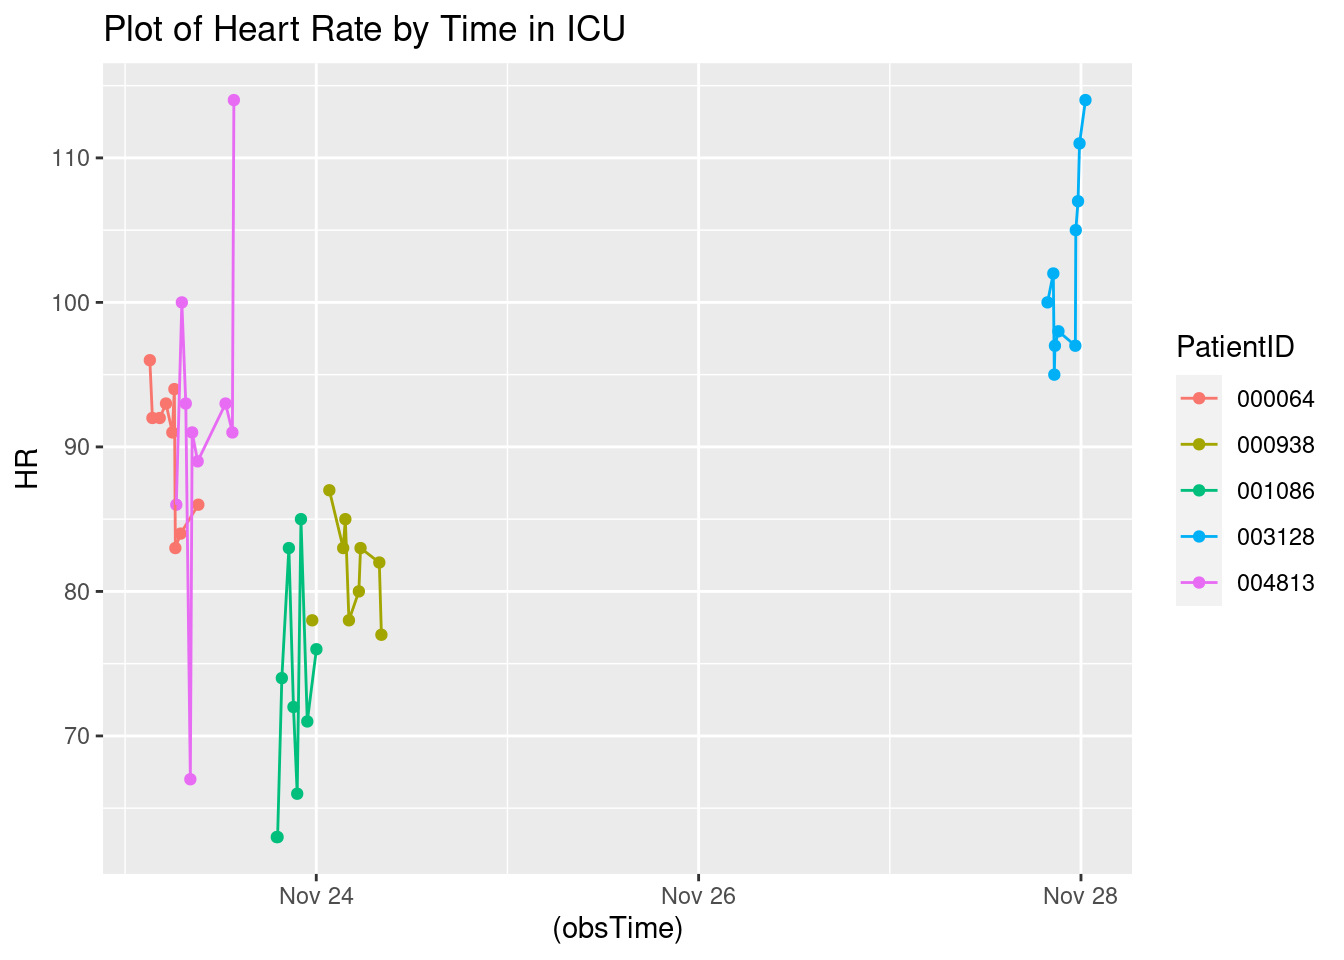 Plot of Heart Rate by Time in ICU
110
100
90
80
70
HR
Nov 24
Nov 26
Nov 28
(obsTime)
PatientID
000064
000938
001086
003128
004813